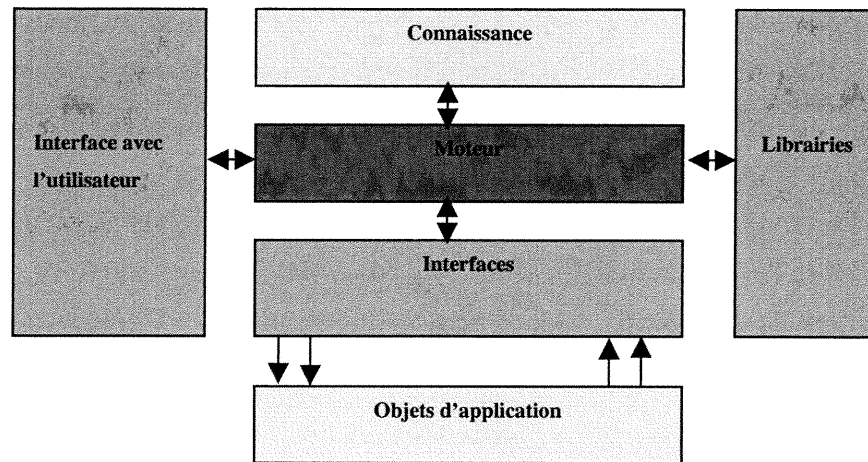 Connaissance
Interface avec
l'utilisateur
Moteur
Librairies
Interfaces
Objets d'application